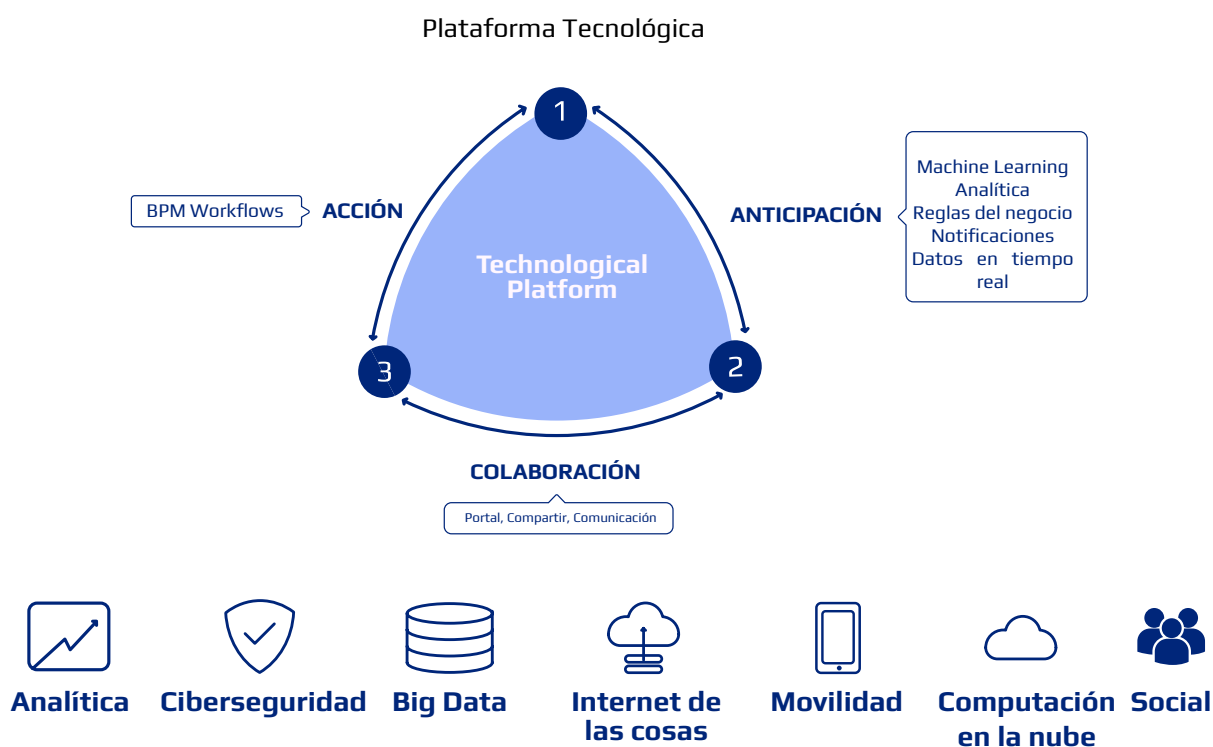 Plataforma Tecnológica
1
BPM Workflows
ACCIÓN
ANTICIPACIÓN
Machine Learning
Analítica
Reglas del negocio
Notificaciones
Datos en tiempo
real
Technological
Platform
3
2
COLABORACIÓN
Portal, Compartir, Comunicación
Analítica
Ciberseguridad
Big Data
Internet de
las cosas
Movilidad
Computación
en la nube
Social